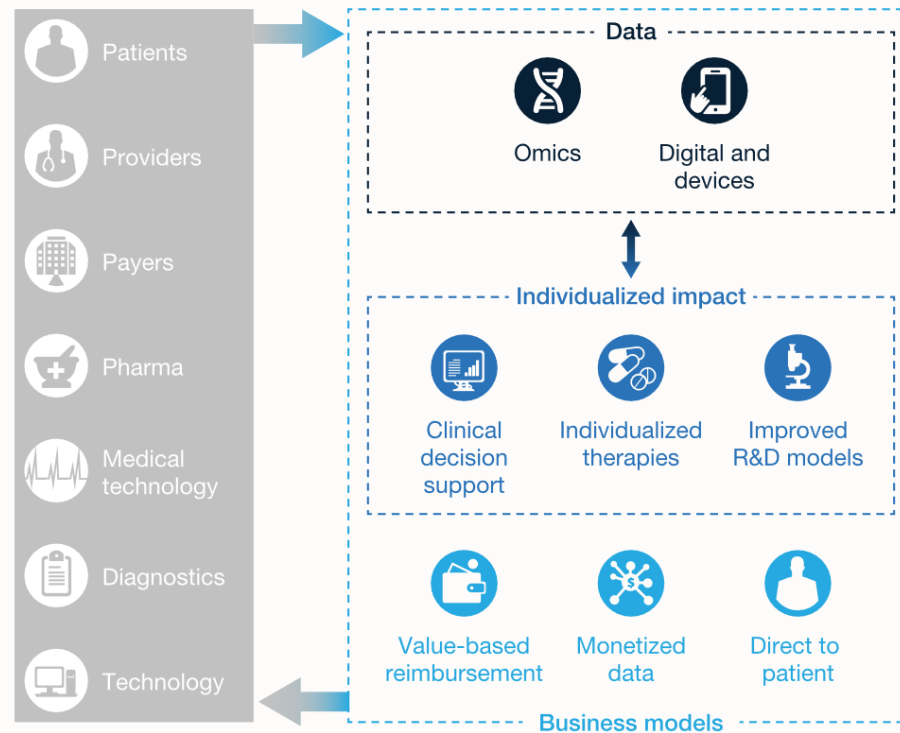 Patients
Providers
Payers
Pharma
Medical
technology
Diagnostics
Technology
Data
Omics
Digital and
devices
Individualized impact
Clinical
decision
support
Individualized
therapies
Improved
R&D models
Value-based
reimbursement
Monetized
data
Direct to
patient
Business models